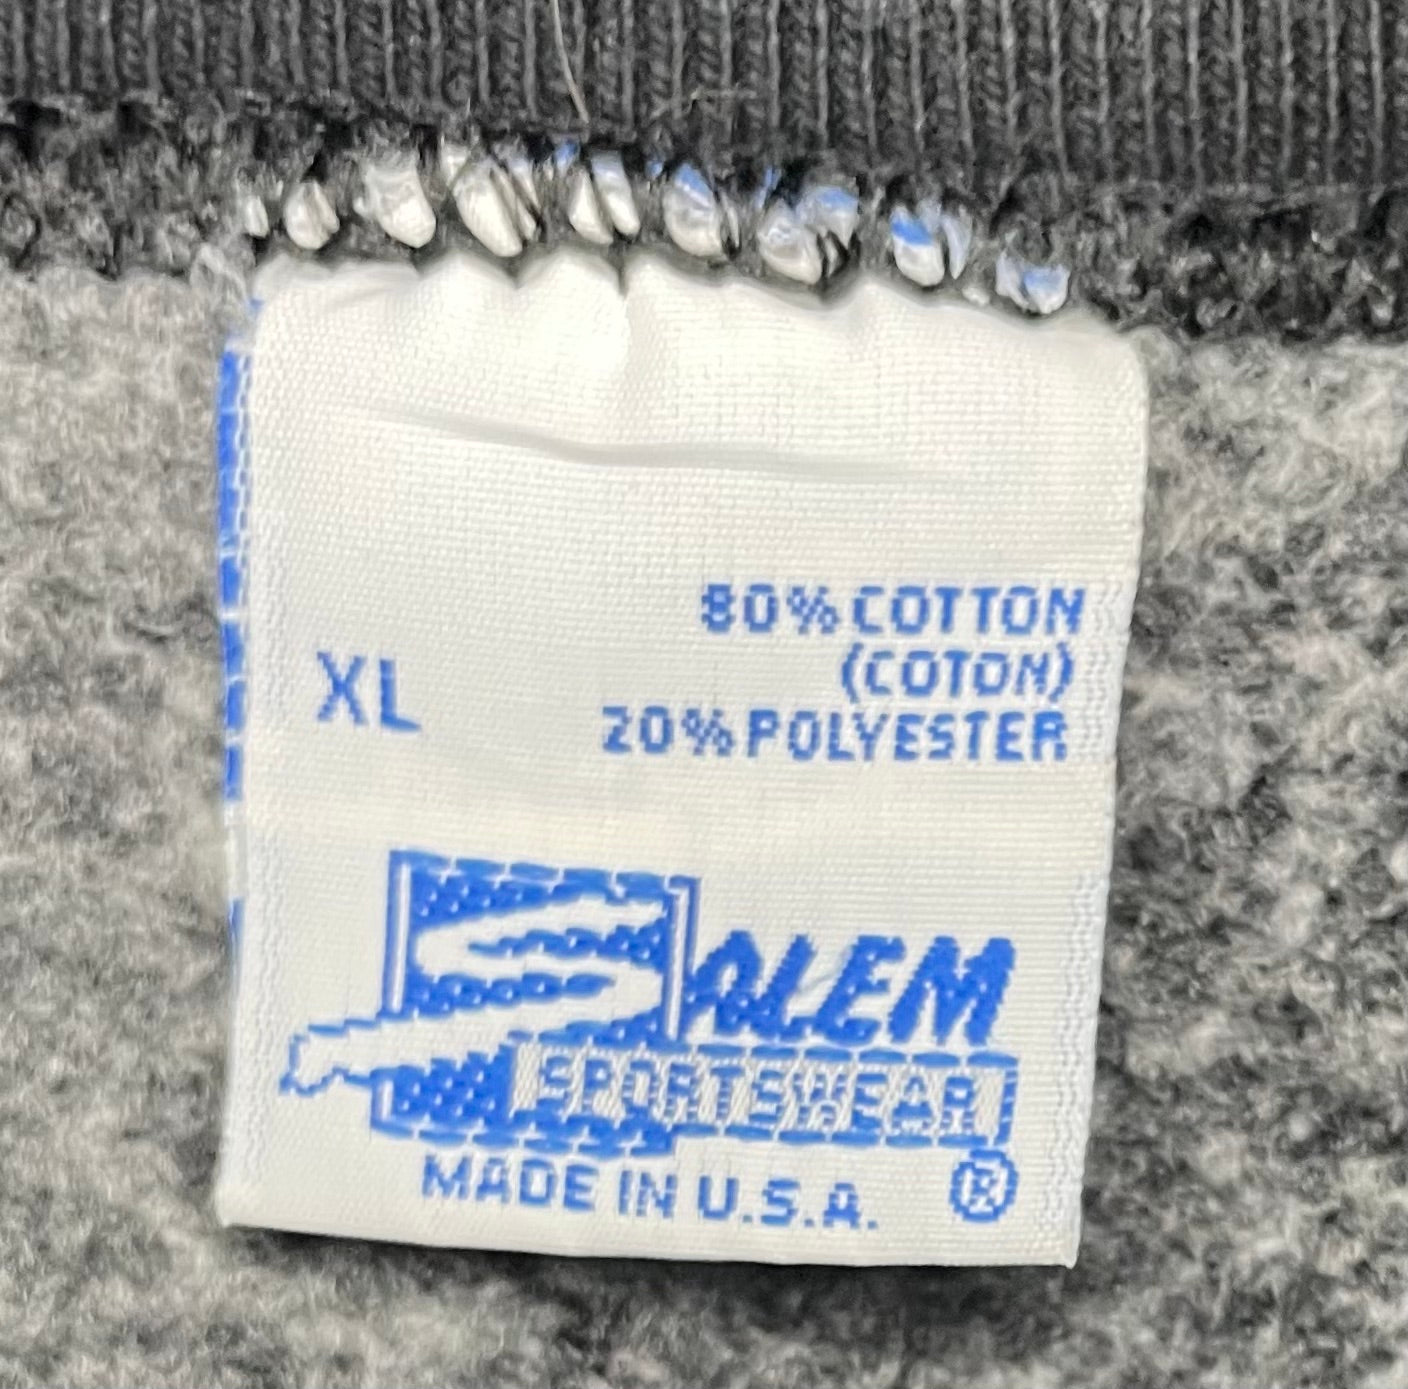 80% COTTON
(COTON)
XL
20% POLYESTER
SALEM
SPORTSWEAR
MADE IN U.S.A. ®